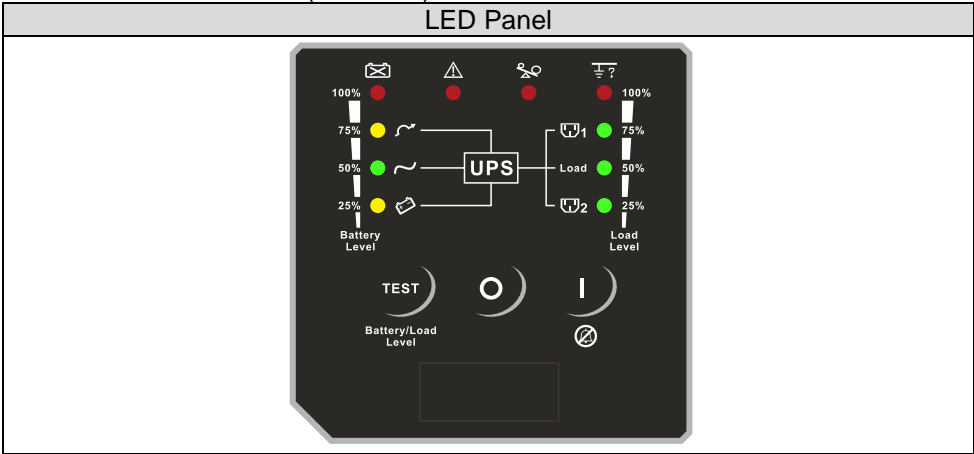 LED Panel
100% 100%
75% 1 75%
50% UPS Load 50%
25% 2 25%
Battery Level Load Level
TEST O I
Battery/Load
Level